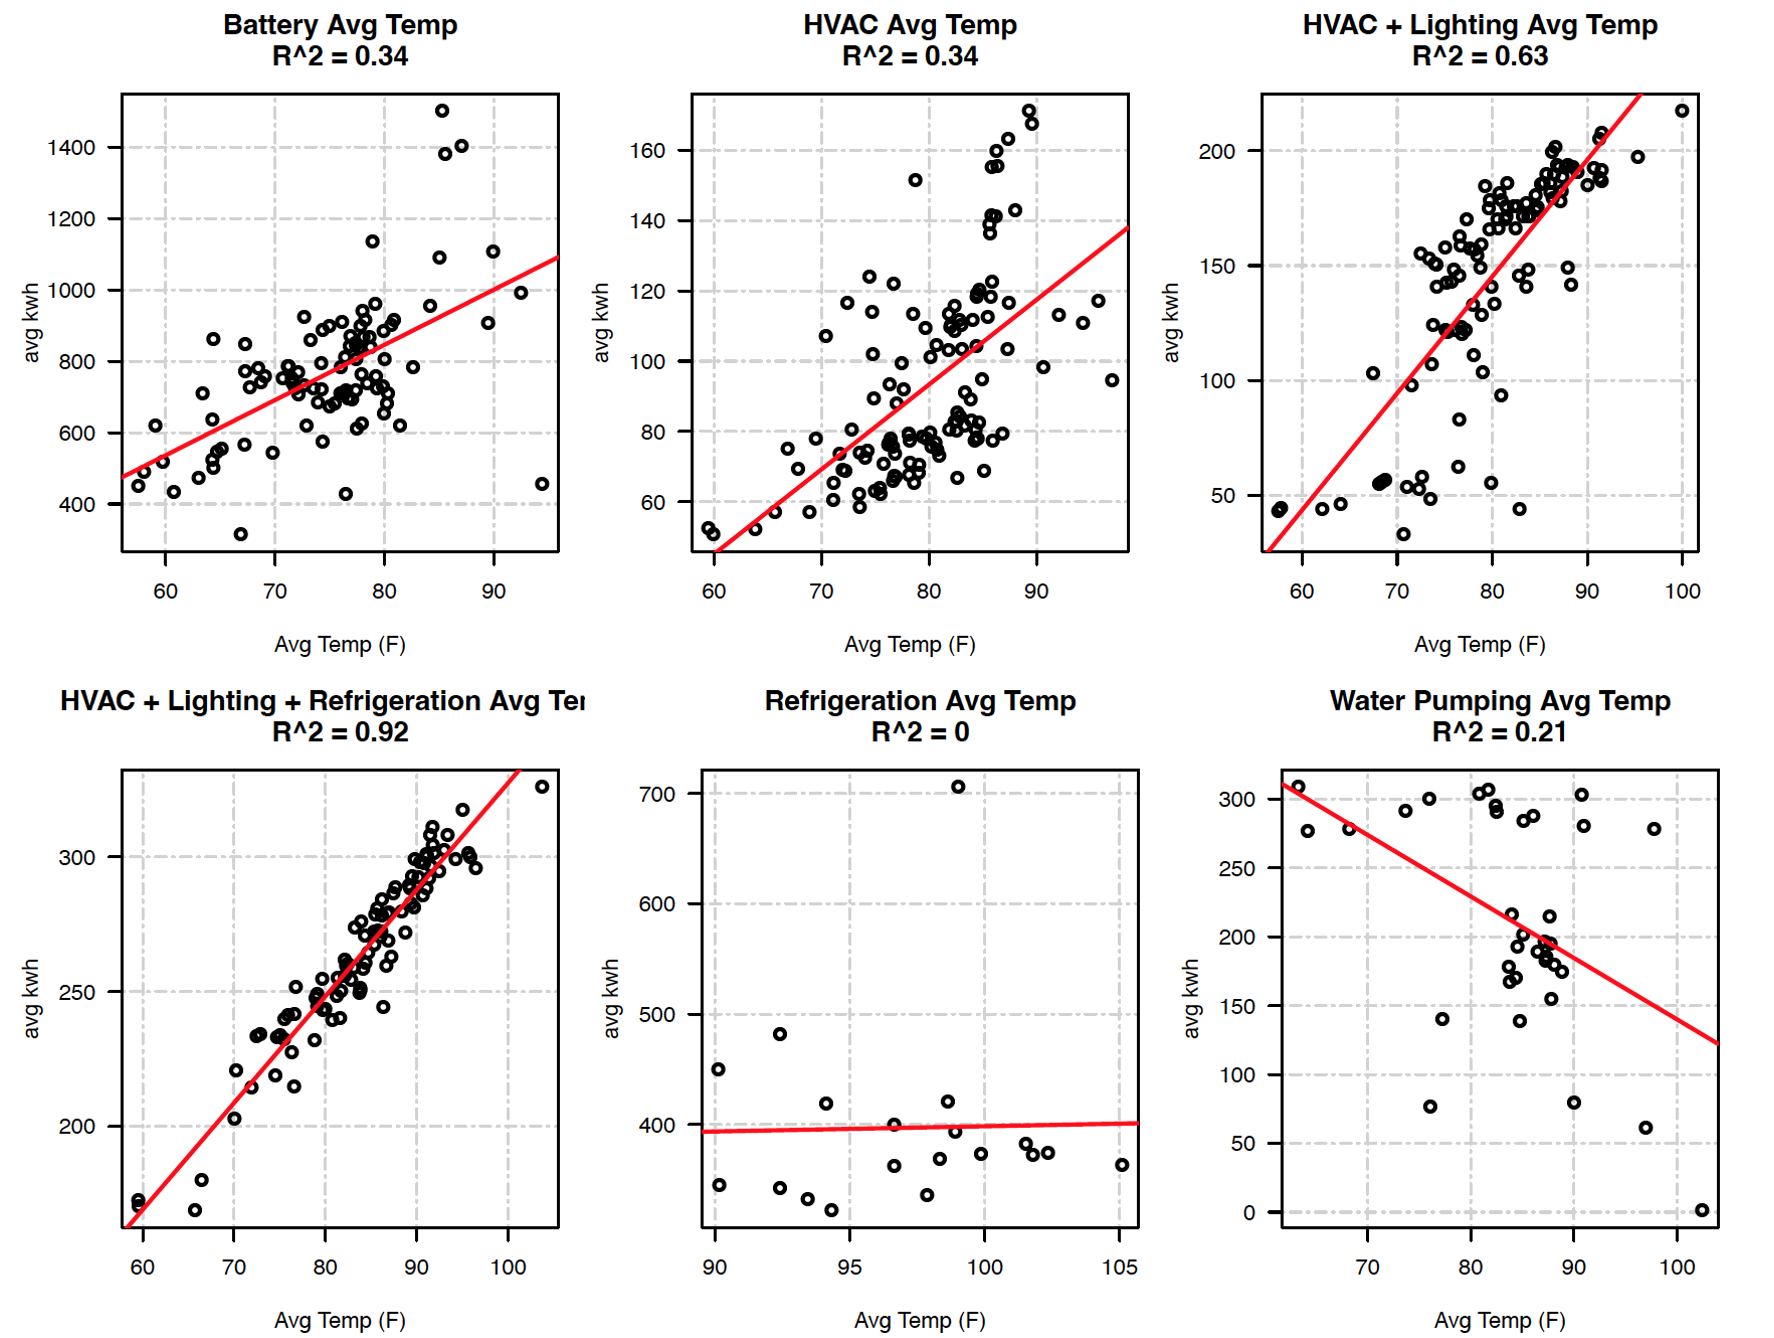 Battery Avg Temp
R^2 = 0.34
1400
1200
1000
800
600
400
avg kwh
60 70 80 90
Avg Temp (F)
HVAC Avg Temp
R^2 = 0.34
160
140
120
100
80
60
avg kwh
60 70 80 90
Avg Temp (F)
HVAC + Lighting Avg Temp
R^2 = 0.63
200
150
100
50
avg kwh
60 70 80 90 100
Avg Temp (F)
HVAC + Lighting + Refrigeration Avg Ter
R^2 = 0.92
300
250
200
avg kwh
60 70 80 90 100
Avg Temp (F)
Refrigeration Avg Temp
R^2 = 0
700
600
500
400
avg kwh
90 95 100 105
Avg Temp (F)
Water Pumping Avg Temp
R^2 = 0.21
300
250
200
150
100
50
0
avg kwh
70 80 90 100
Avg Temp (F)